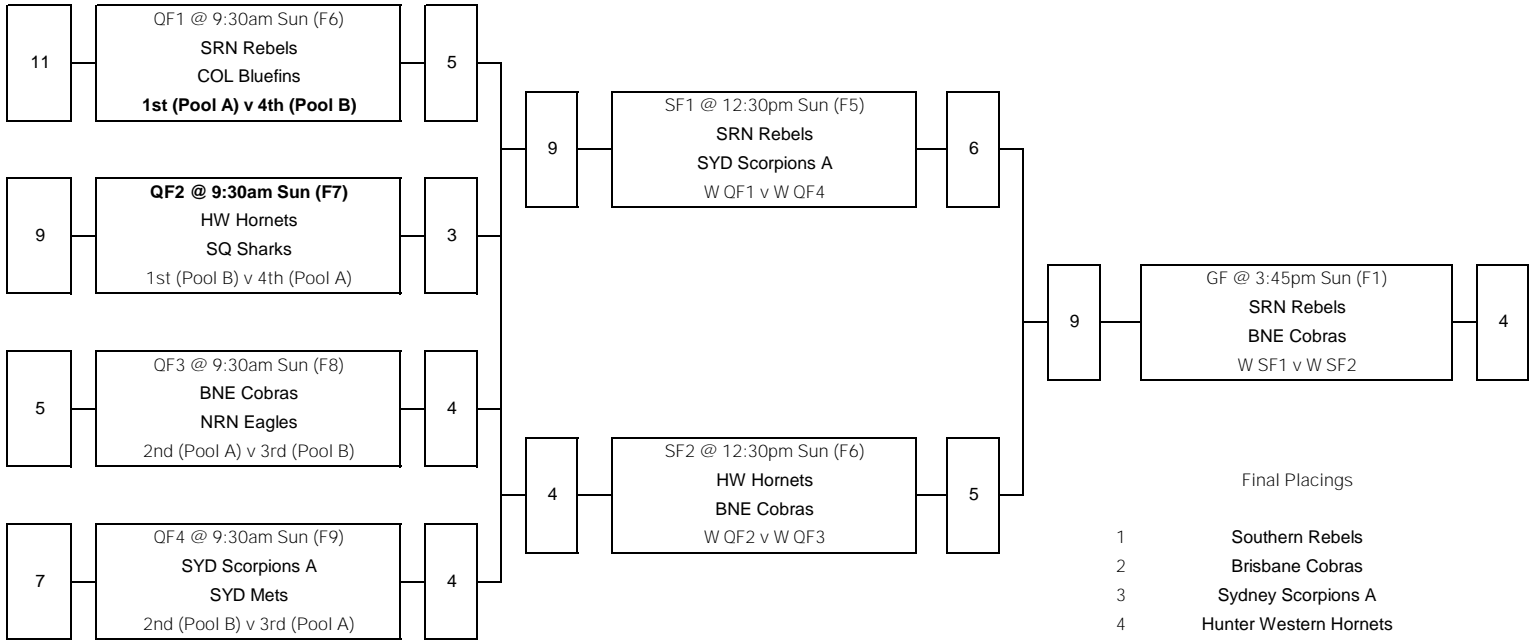 11
QF1 @ 9:30am Sun (F6)
SRN Rebels
COL Bluefins
1st (Pool A) v 4th (Pool B)
5
9
QF2 @ 9:30am Sun (F7)
HW Hornets
SQ Sharks
1st (Pool B) v 4th (Pool A)
3
5
QF3 @ 9:30am Sun (F8)
BNE Cobras
NRN Eagles
2nd (Pool A) v 3rd (Pool B)
4
7
QF4 @ 9:30am Sun (F9)
SYD Scorpions A
SYD Mets
2nd (Pool B) v 3rd (Pool A)
4
9
SF1 @ 12:30pm Sun (F5)
SRN Rebels
SYD Scorpions A
W QF1 v W QF4
6
4
SF2 @ 12:30pm Sun (F6)
HW Hornets
BNE Cobras
W QF2 v W QF3
5
9
GF @ 3:45pm Sun (F1)
SRN Rebels
BNE Cobras
W SF1 v W SF2
4
Final Placings
1 Southern Rebels
2 Brisbane Cobras
3 Sydney Scorpions A
4 Hunter Western Hornets